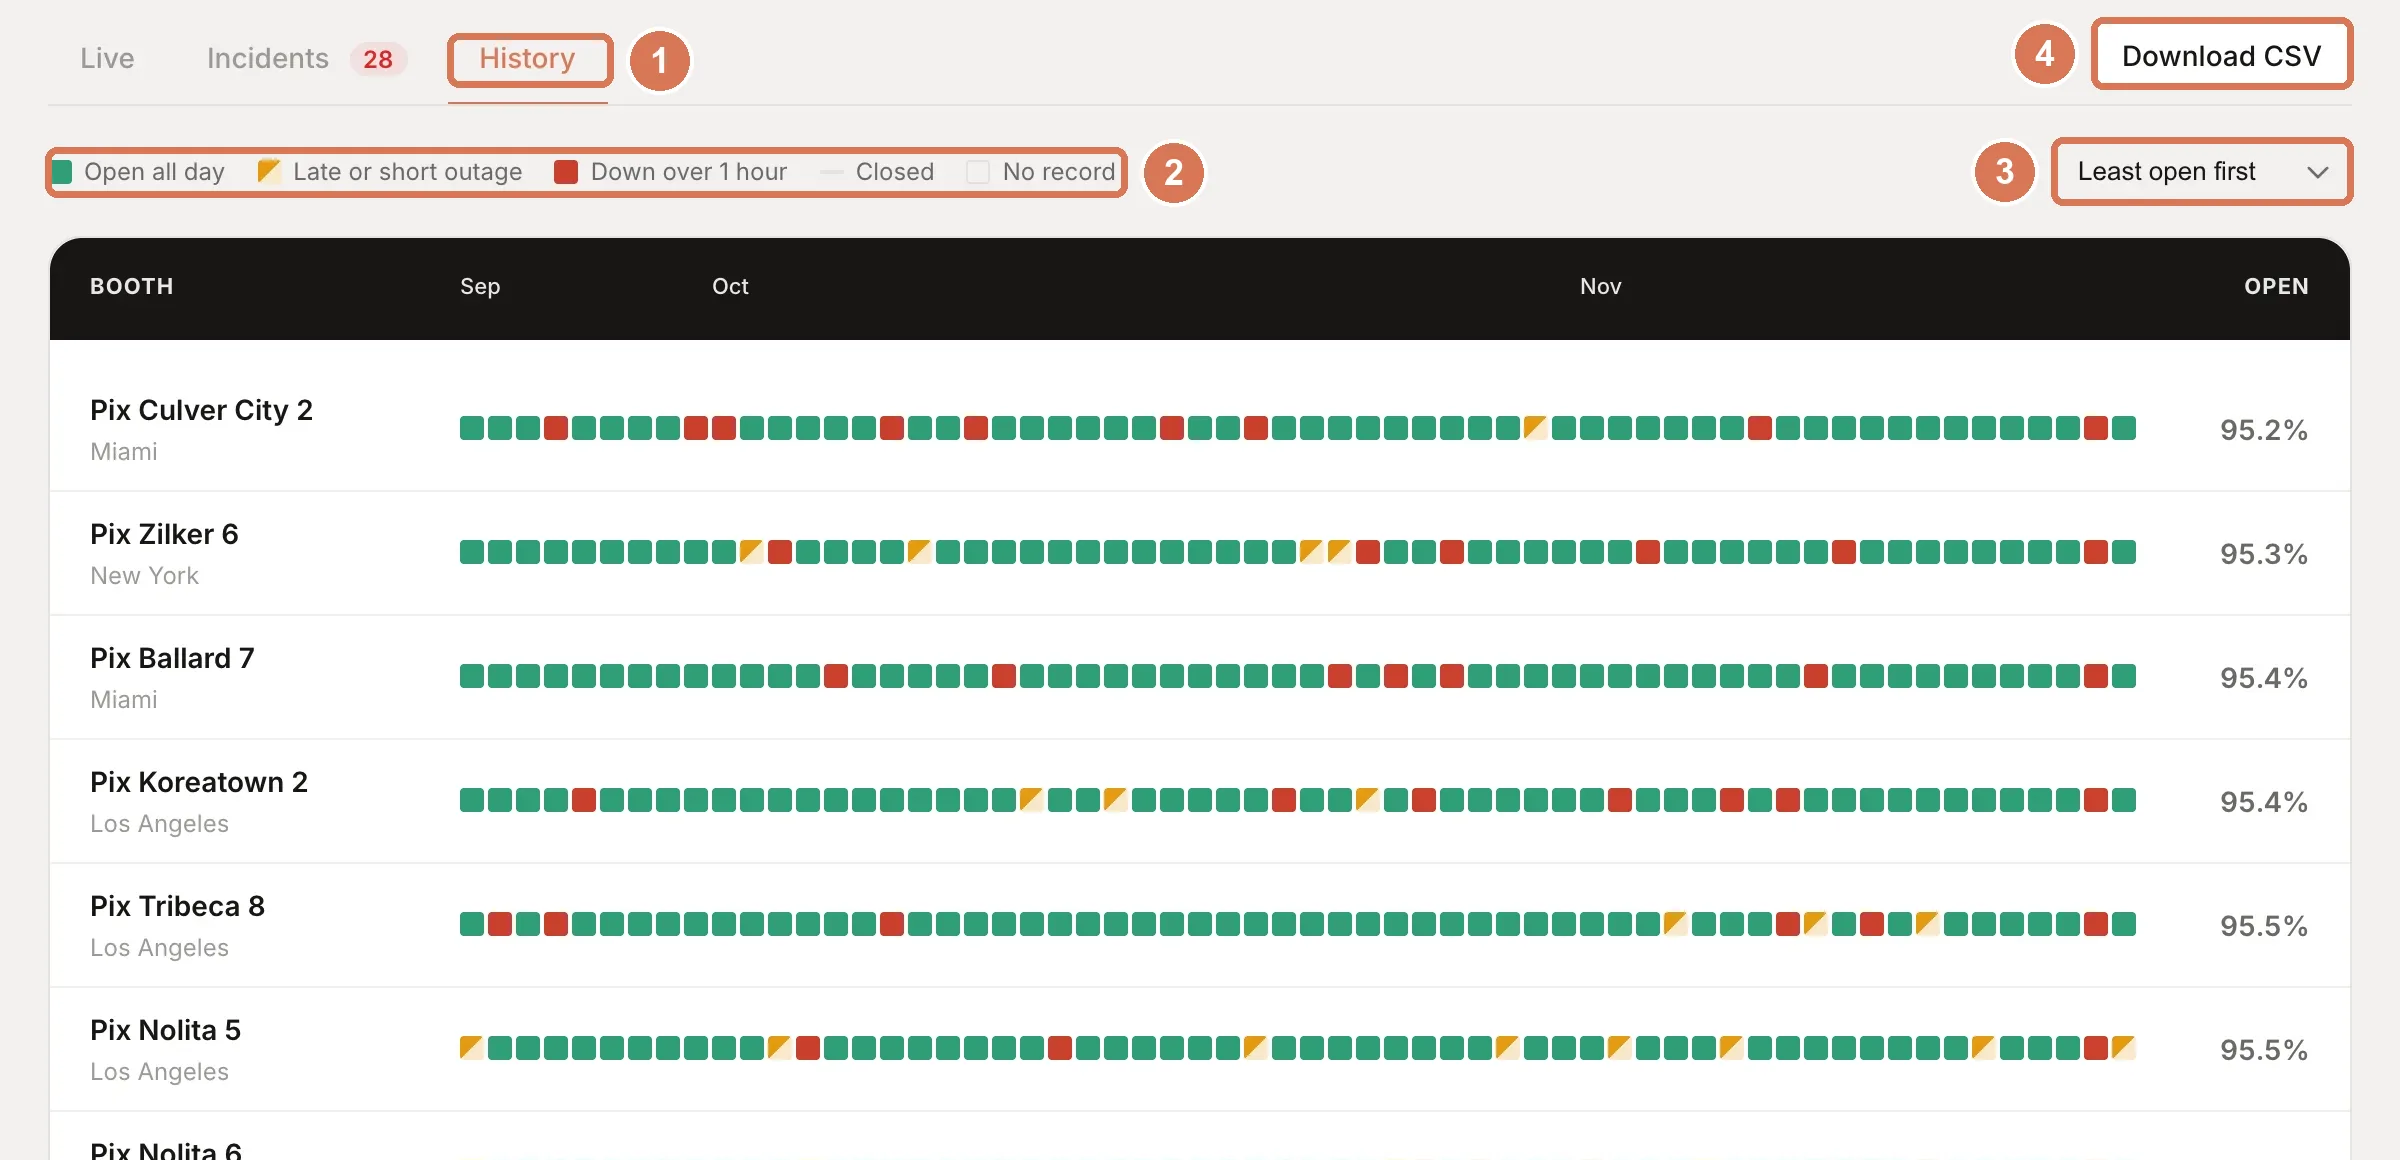 Live Incidents 28 History 1 4 Download CSV
Open all day Late or short outage Down over 1 hour Closed No record 2 3 Least open first
BOOTH Sep Oct Nov OPEN
Pix Culver City 2
Miami
95.2%
Pix Zilker 6
New York
95.3%
Pix Ballard 7
Miami
95.4%
Pix Koreatown 2
Los Angeles
95.4%
Pix Tribeca 8
Los Angeles
95.5%
Pix Nolita 5
Los Angeles
95.5%
Pix Nolita 6